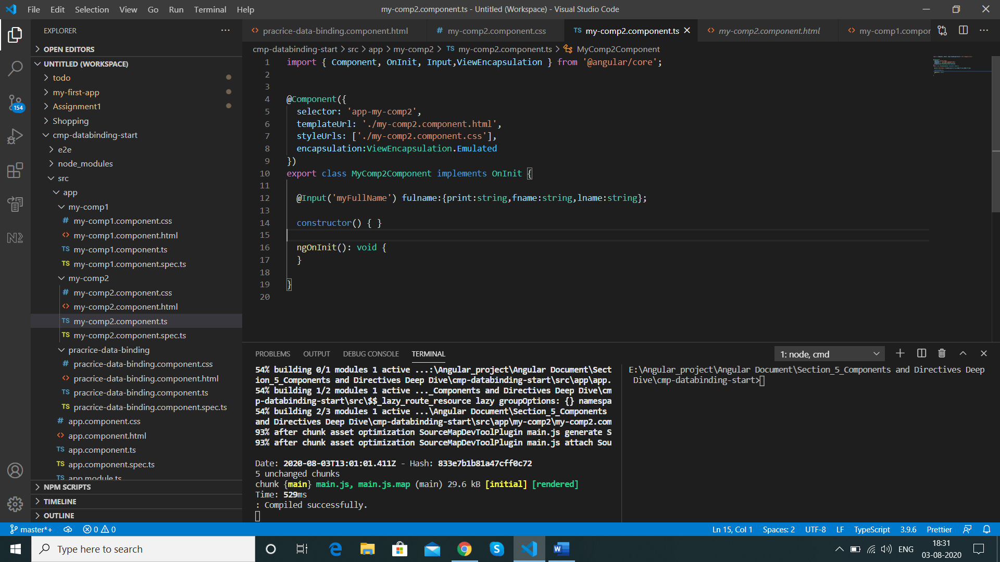 File Edit Selection View Go Run Terminal Help
my-comp2.component.ts - Untitled (Workspace) - Visual Studio Code
EXPLORER
OPEN EDITORS
UNTITLED (WORKSPACE)
todo
my-first-app
Assignment1
Shopping
cmp-databinding-start
e2e
node_modules
src
app
my-comp1
# my-comp1.component.css
<> my-comp1.component.html
TS my-comp1.component.ts
TS my-comp1.component.spec.ts
my-comp2
# my-comp2.component.css
<> my-comp2.component.html
TS my-comp2.component.ts
TS my-comp2.component.spec.ts
pracrice-data-binding
# pracrice-data-binding.component.css
<> pracrice-data-binding.component.html
TS pracrice-data-binding.component.ts
TS pracrice-data-binding.component.spec.ts
# app.component.css
<> app.component.html
TS app.component.ts
TS app.component.spec.ts
TS app.module.ts
NPM SCRIPTS
TIMELINE
OUTLINE
154
<> pracrice-data-binding.component.html # my-comp2.component.css TS my-comp2.component.ts <> my-comp2.component.html <> my-comp1.compor
cmp-databinding-start > src > app > my-comp2 > TS my-comp2.component.ts > MyComp2Component
1 import { Component, OnInit, Input,ViewEncapsulation } from '@angular/core';
2
3
4 @Component({
5 selector: 'app-my-comp2',
6 templateUrl: './my-comp2.component.html',
7 styleUrls: ['./my-comp2.component.css'],
8 encapsulation:ViewEncapsulation.Emulated
9 })
10 export class MyComp2Component implements OnInit {
11
12 @Input('myFullName') fulname:{print:string,fname:string,lname:string};
13
14 constructor() { }
15
16 ngOnInit(): void {
17 }
18
19 }
20
PROBLEMS OUTPUT DEBUG CONSOLE TERMINAL
1: node, cmd
54% building 0/1 modules 1 active ...:\Angular_project\Angular Document\Sect
ion_5_Components and Directives Deep Dive\cmp-databinding-start\src\app\app.
54% building 1/2 modules 1 active ..._Components and Directives Deep Dive\cm
p-databinding-start\src\$$_lazy_route_resource lazy groupOptions: {} namespa
54% building 2/3 modules 1 active ...\Angular Document\Section_5_Components
and Directives Deep Dive\cmp-databinding-start\src\app\my-comp2\my-comp2.com
93% after chunk asset optimization SourceMapDevToolPlugin main.js generate S
93% after chunk asset optimization SourceMapDevToolPlugin main.js attach Sou
Date: 2020-08-03T13:01:01.411Z - Hash: 833e7b1b81a47cff0c72
5 unchanged chunks
chunk {main} main.js, main.js.map (main) 29.6 kB [initial] [rendered]
Time: 529ms
: Compiled successfully.
E:\Angular_project\Angular Document\Section_5_Components and Directives Deep
Dive\cmp-databinding-start>
master*+ 0 0
Ln 15, Col 1 Spaces: 2 UTF-8 LF TypeScript 3.9.6 Prettier
Type here to search
ENG
18:31
03-08-2020